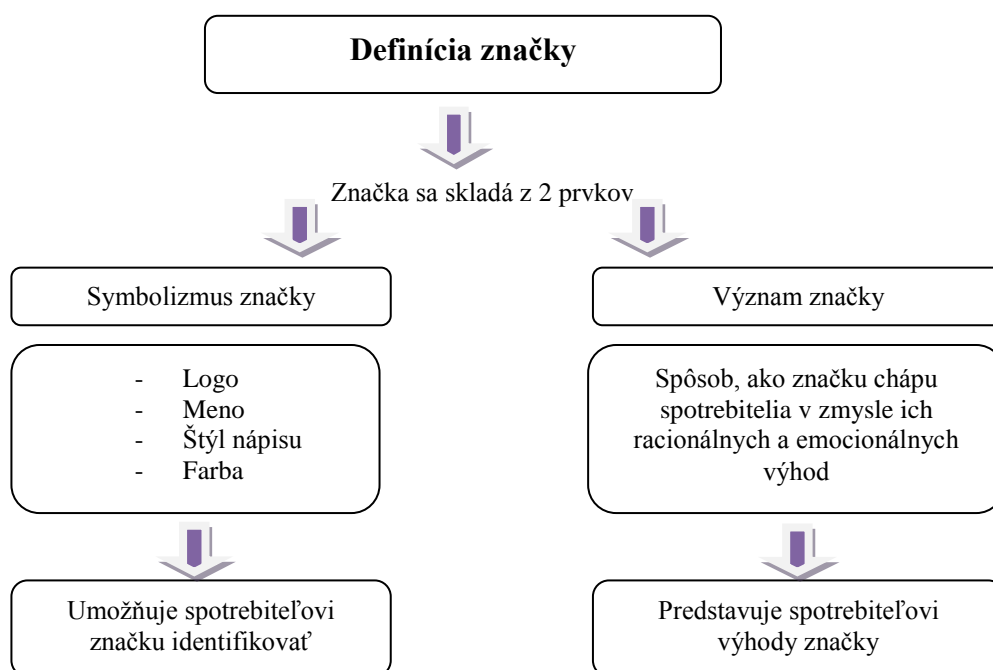 Definícia značky
Značka sa skladá z 2 prvkov
Symbolizmus značky
- Logo
- Meno
- Štýl nápisu
- Farba
Umožňuje spotrebiteľovi
značku identifikovať
Význam značky
Spôsob, ako značku chápu
spotrebitelia v zmysle ich
racionálnych a emocionálnych
výhod
Predstavuje spotrebiteľovi
výhody značky